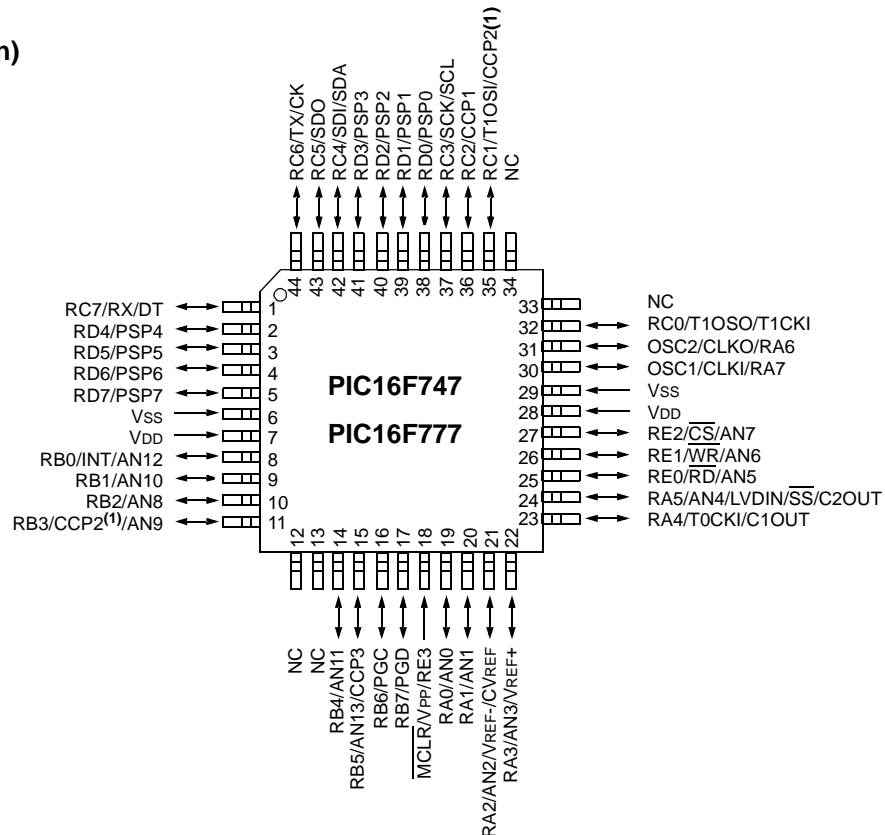 n)
RC6/TX/CK
RC5/SDO
RC4/SDI/SDA
RD3/PSP3
RD2/PSP2
RD1/PSP1
RD0/PSP0
RC3/SCK/SCL
RC2/CCP1
RC1/T1OSI/CCP2(1)
NC
44
43
42
41
40
39
38
37
36
35
34
RC7/RX/DT 1
RD4/PSP4 2
RD5/PSP5 3
RD6/PSP6 4
RD7/PSP7 5
VSS 6
VDD 7
RB0/INT/AN12 8
RB1/AN10 9
RB2/AN8 10
RB3/CCP2(1)/AN9 11
PIC16F747
PIC16F777
33 NC
32 RC0/T1OSO/T1CKI
31 OSC2/CLKO/RA6
30 OSC1/CLKI/RA7
29 VSS
28 VDD
27 RE2/CS/AN7
26 RE1/WR/AN6
25 RE0/RD/AN5
24 RA5/AN4/LVDIN/SS/C2OUT
23 RA4/T0CKI/C1OUT
12
13
14
15
16
17
18
19
20
21
22
NC
NC
RB4/AN11
RB5/AN13/CCP3
RB6/PGC
RB7/PGD
MCLR/VPP/RE3
RA0/AN0
RA1/AN1
RA2/AN2/VREF-/CVREF
RA3/AN3/VREF+